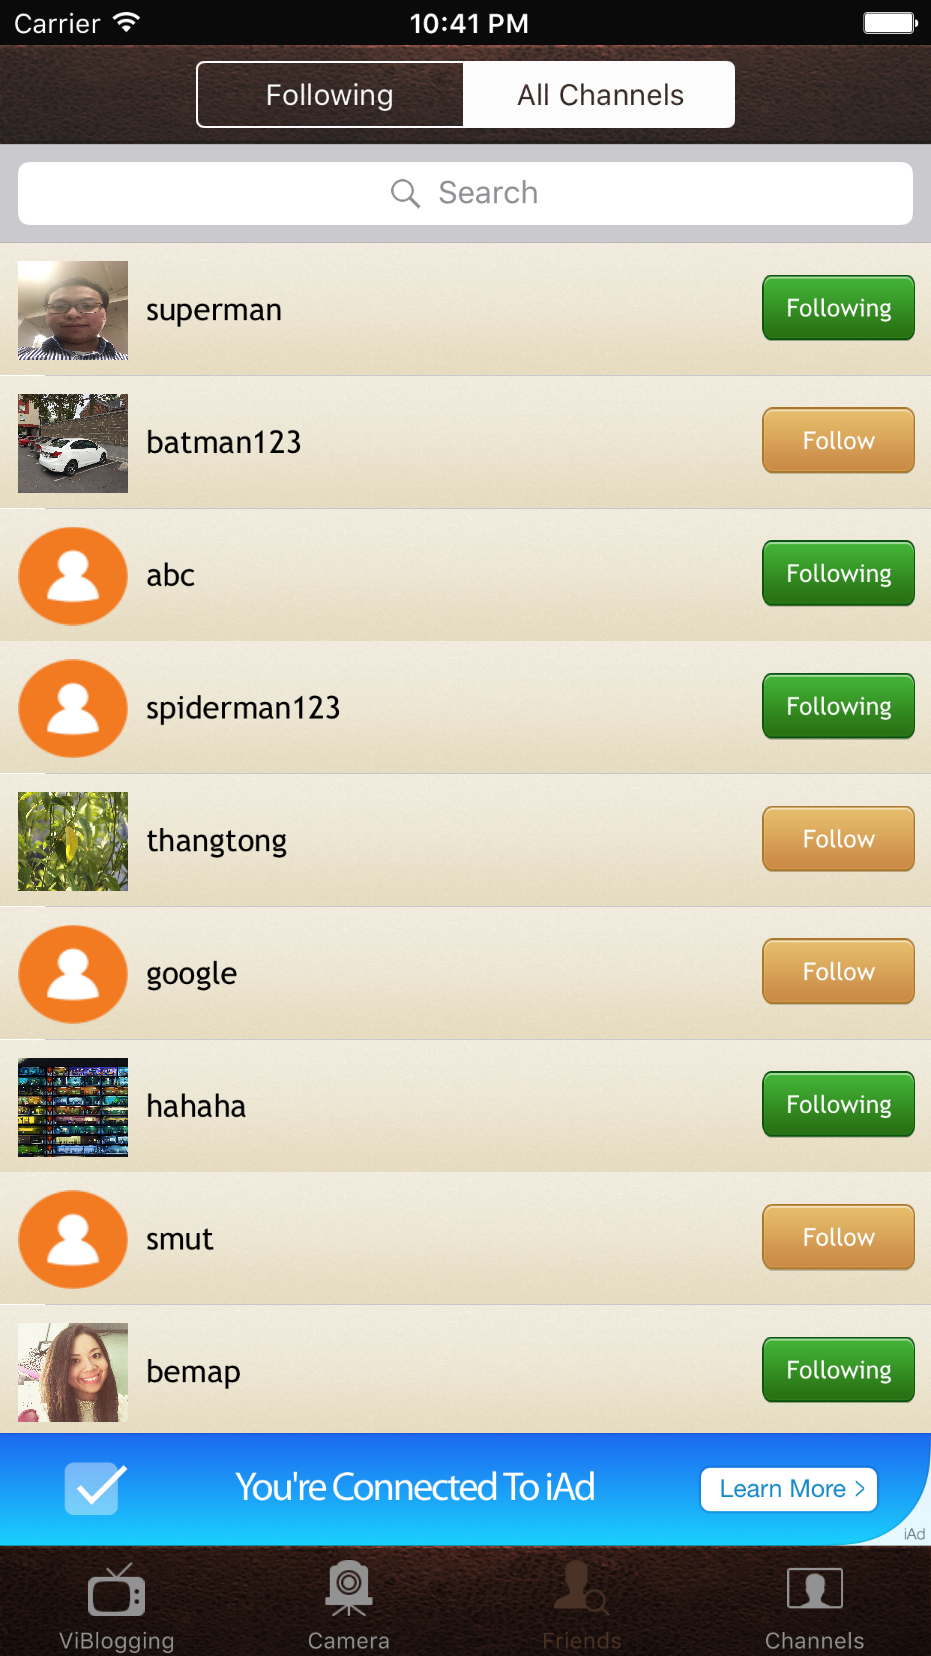 Carrier 10:41 PM
Following All Channels
Search
superman Following
batman123 Follow
abc Following
spiderman123 Following
thangtong Follow
google Follow
hahaha Following
smut Follow
bemap Following
You're Connected To iAd Learn More >
iAd
ViBlogging Camera Friends Channels